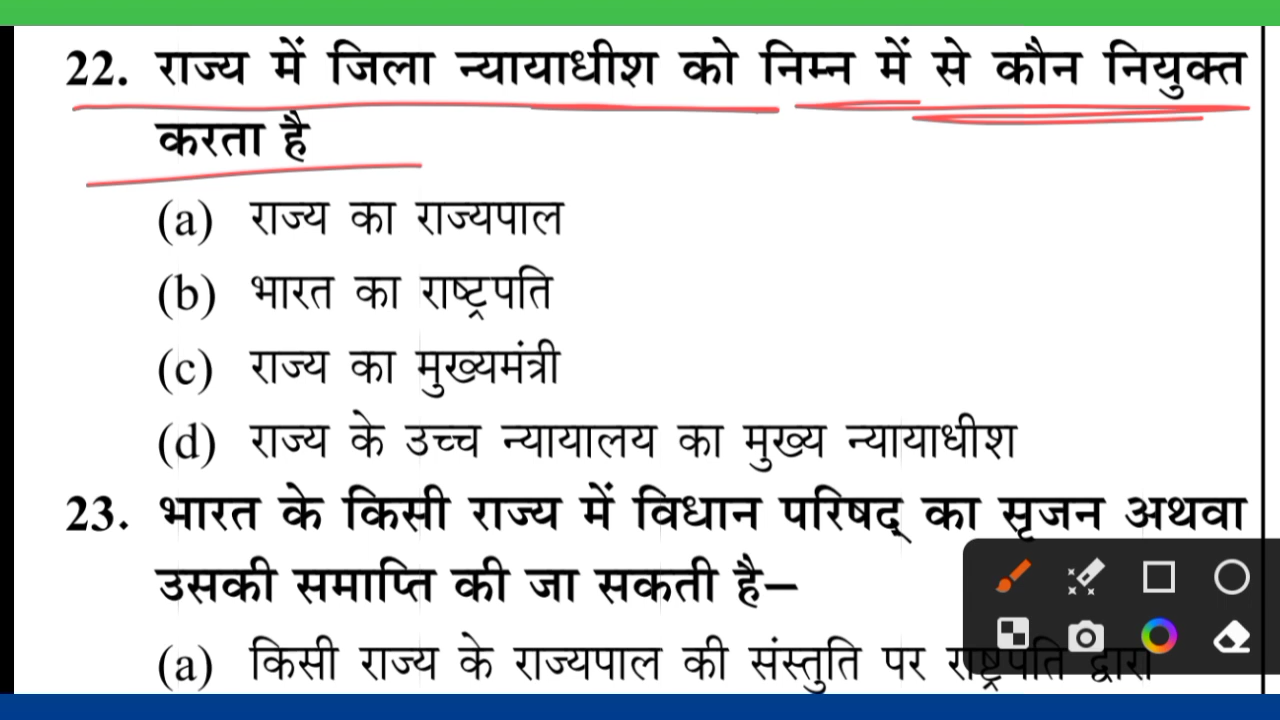 22. राज्य में जिला न्यायाधीश को निम्न में से कौन नियुक्त
करता है
(a) राज्य का राज्यपाल
(b) भारत का राष्ट्रपति
(c) राज्य का मुख्यमंत्री
(d) राज्य के उच्च न्यायालय का मुख्य न्यायाधीश
23. भारत के किसी राज्य में विधान परिषद् का सृजन अथवा
उसकी समाप्ति की जा सकती है–
(a) किसी राज्य के राज्यपाल की संस्तुति पर राष्ट्रपति द्वारा